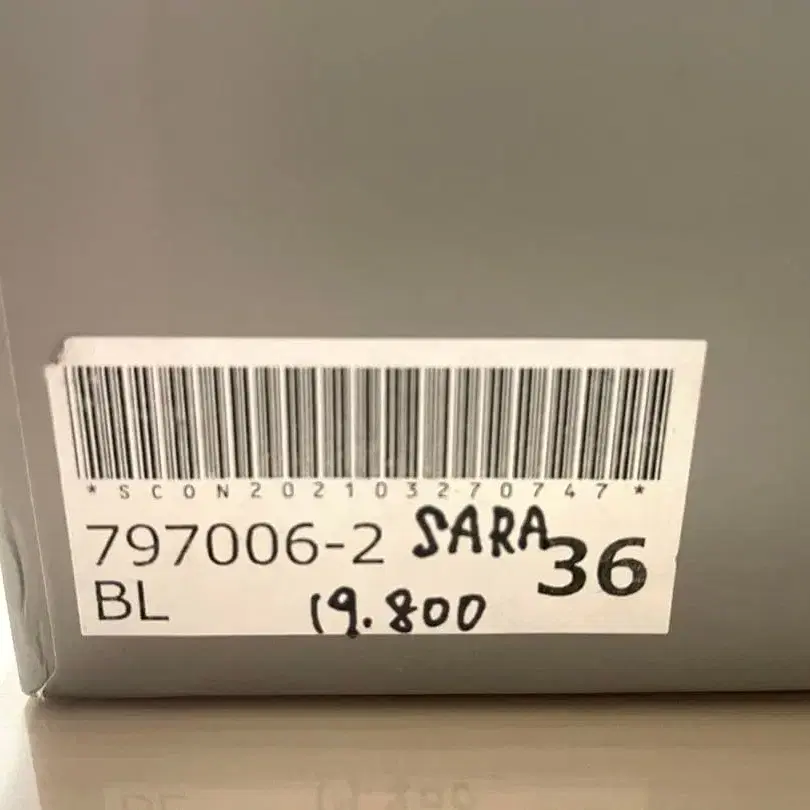 *SCON202103270747*
797006-2 SARA 36
BL 19.800